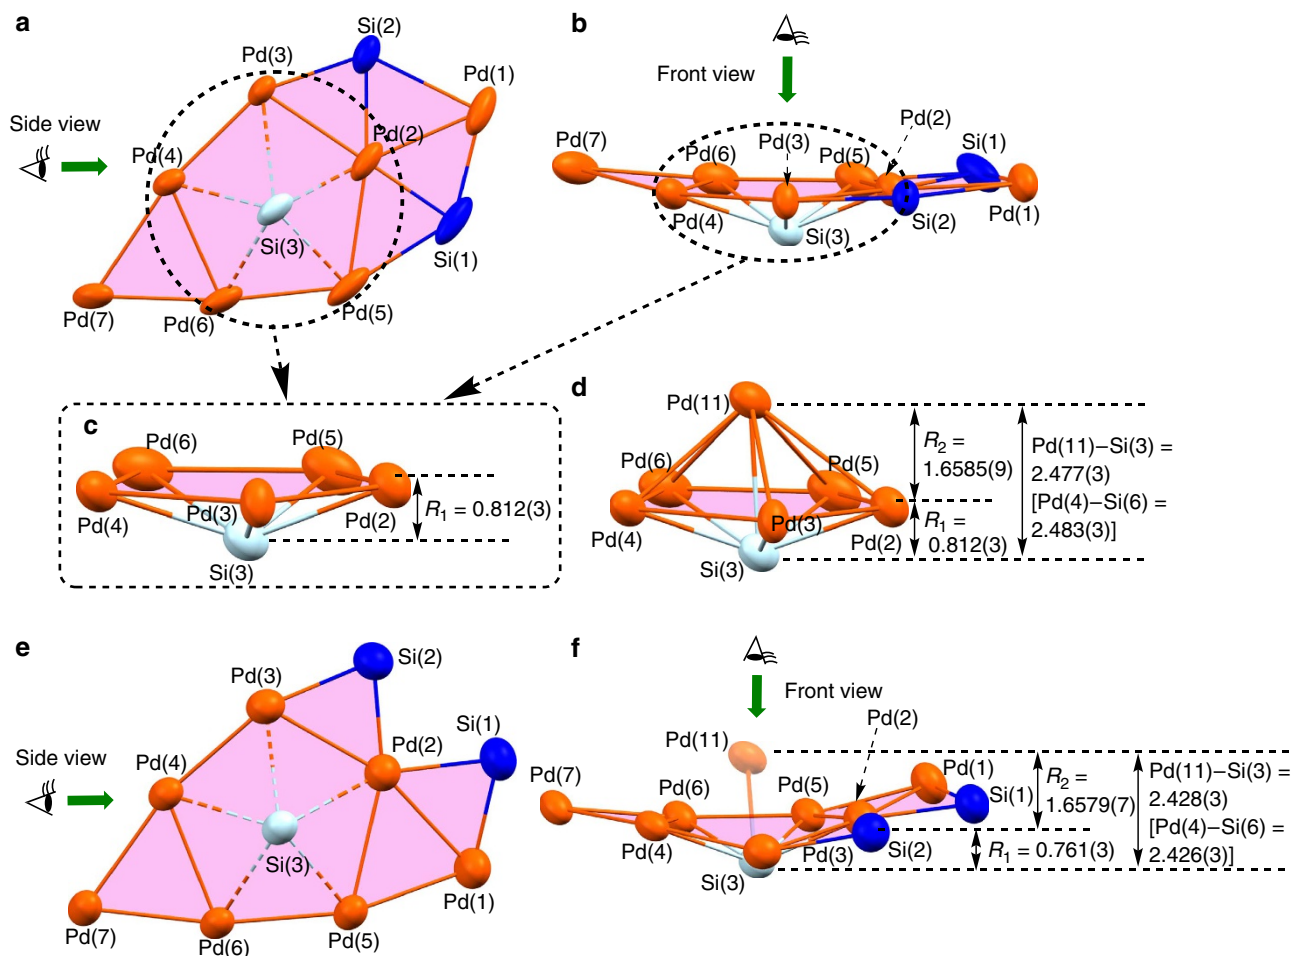 a
Si(2)
Pd(3)
Pd(1)
Side view
Pd(2)
Pd(4)
Si(3)
Si(1)
Pd(7)
Pd(6)
Pd(5)
b
Front view
Pd(2)
Pd(7)
Pd(3)
Si(1)
Pd(6)
Pd(5)
Pd(4)
Si(3)
Si(2)
Pd(1)
c
Pd(6)
Pd(5)
Pd(4)
Pd(3)
Pd(2)
R₁ = 0.812(3)
Si(3)
d
Pd(11)
Pd(6)
Pd(5)
Pd(4)
Pd(3)
Pd(2)
Si(3)
R₂ =
1.6585(9)
R₁ =
0.812(3)
Pd(11)–Si(3) =
2.477(3)
[Pd(4)–Si(6) =
2.483(3)]
e
Si(2)
Pd(3)
Si(1)
Side view
Pd(4)
Pd(2)
Si(3)
Pd(1)
Pd(7)
Pd(6)
Pd(5)
f
Front view
Pd(2)
Pd(11)
Pd(7)
Pd(6)
Pd(5)
Pd(1)
Si(1)
Pd(4)
Pd(3)
Si(2)
Si(3)
R₂ =
1.6579(7)
R₁ = 0.761(3)
Pd(11)–Si(3) =
2.428(3)
[Pd(4)–Si(6) =
2.426(3)]